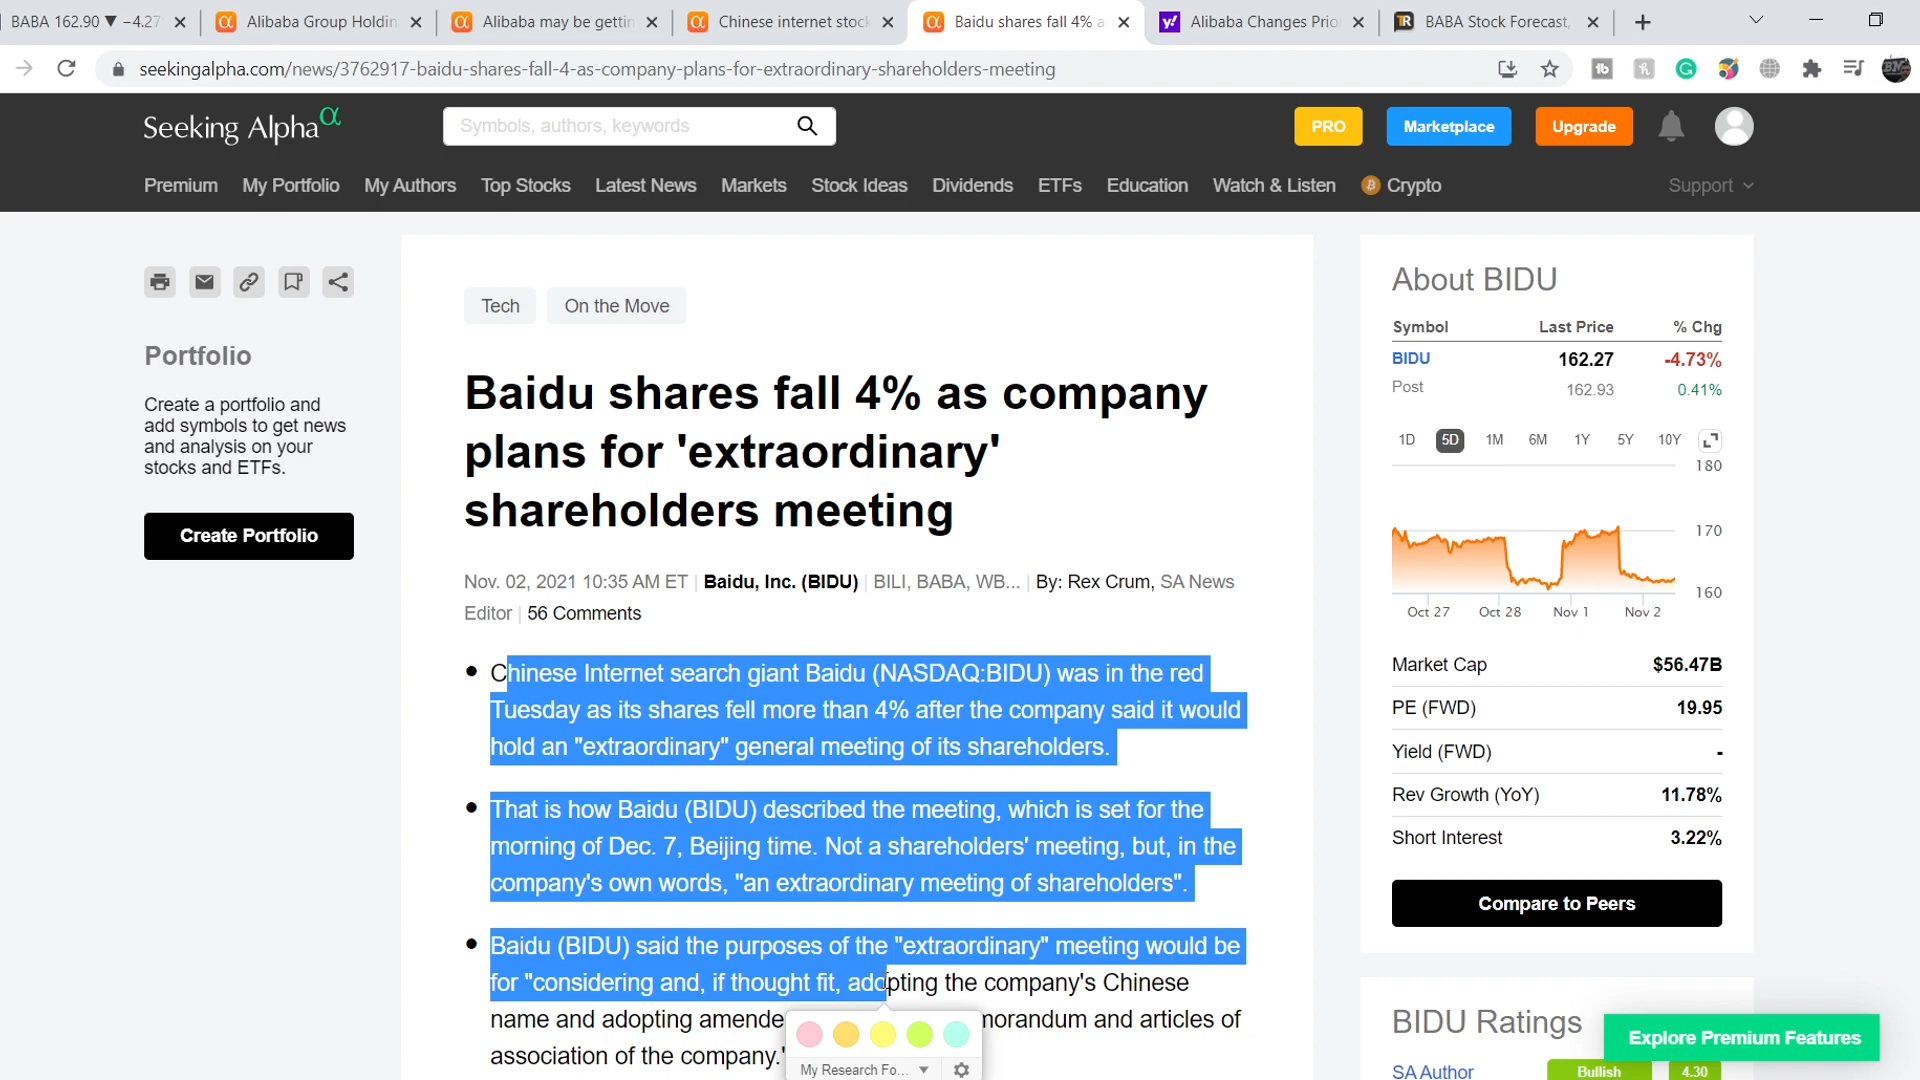 BABA 162.90 ▼ −4.27
Alibaba Group Holdin
Alibaba may be gettin
Chinese internet stock
Baidu shares fall 4% a
Alibaba Changes Prio
BABA Stock Forecast,
seekingalpha.com/news/3762917-baidu-shares-fall-4-as-company-plans-for-extraordinary-shareholders-meeting
Seeking Alpha α
Symbols, authors, keywords
PRO
Marketplace
Upgrade
Premium
My Portfolio
My Authors
Top Stocks
Latest News
Markets
Stock Ideas
Dividends
ETFs
Education
Watch & Listen
Crypto
Support
Portfolio
Create a portfolio and
add symbols to get news
and analysis on your
stocks and ETFs.
Create Portfolio
Tech
On the Move
Baidu shares fall 4% as company
plans for 'extraordinary'
shareholders meeting
Nov. 02, 2021 10:35 AM ET | Baidu, Inc. (BIDU) | BILI, BABA, WB... | By: Rex Crum, SA News
Editor | 56 Comments
• Chinese Internet search giant Baidu (NASDAQ:BIDU) was in the red
Tuesday as its shares fell more than 4% after the company said it would
hold an "extraordinary" general meeting of its shareholders.
• That is how Baidu (BIDU) described the meeting, which is set for the
morning of Dec. 7, Beijing time. Not a shareholders' meeting, but, in the
company's own words, "an extraordinary meeting of shareholders".
• Baidu (BIDU) said the purposes of the "extraordinary" meeting would be
for "considering and, if thought fit, adopting the company's Chinese
name and adopting amende morandum and articles of
association of the company."
My Research Fo... ▼
About BIDU
Symbol Last Price % Chg
BIDU 162.27 -4.73%
Post 162.93 0.41%
1D 5D 1M 6M 1Y 5Y 10Y
180
170
160
Oct 27 Oct 28 Nov 1 Nov 2
Market Cap $56.47B
PE (FWD) 19.95
Yield (FWD) -
Rev Growth (YoY) 11.78%
Short Interest 3.22%
Compare to Peers
BIDU Ratings
Explore Premium Features
SA Author Bullish 4.30